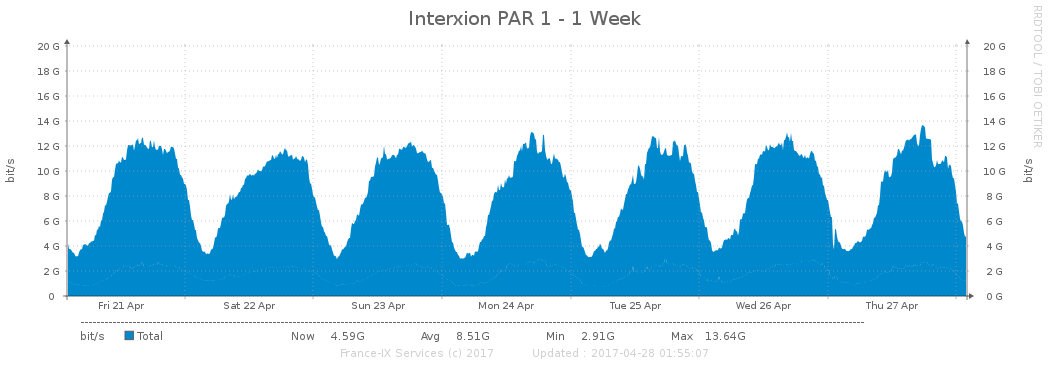 Interxion PAR 1 - 1 Week
RRDTOOL / TOBI OETIKER
bit/s
bit/s
20 G 20 G
18 G 18 G
16 G 16 G
14 G 14 G
12 G 12 G
10 G 10 G
8 G 8 G
6 G 6 G
4 G 4 G
2 G 2 G
0 0 G
Fri 21 Apr Sat 22 Apr Sun 23 Apr Mon 24 Apr Tue 25 Apr Wed 26 Apr Thu 27 Apr
bit/s Total Now 4.59G Avg 8.51G Min 2.91G Max 13.64G
France-IX Services (c) 2017 Updated : 2017-04-28 01:55:07